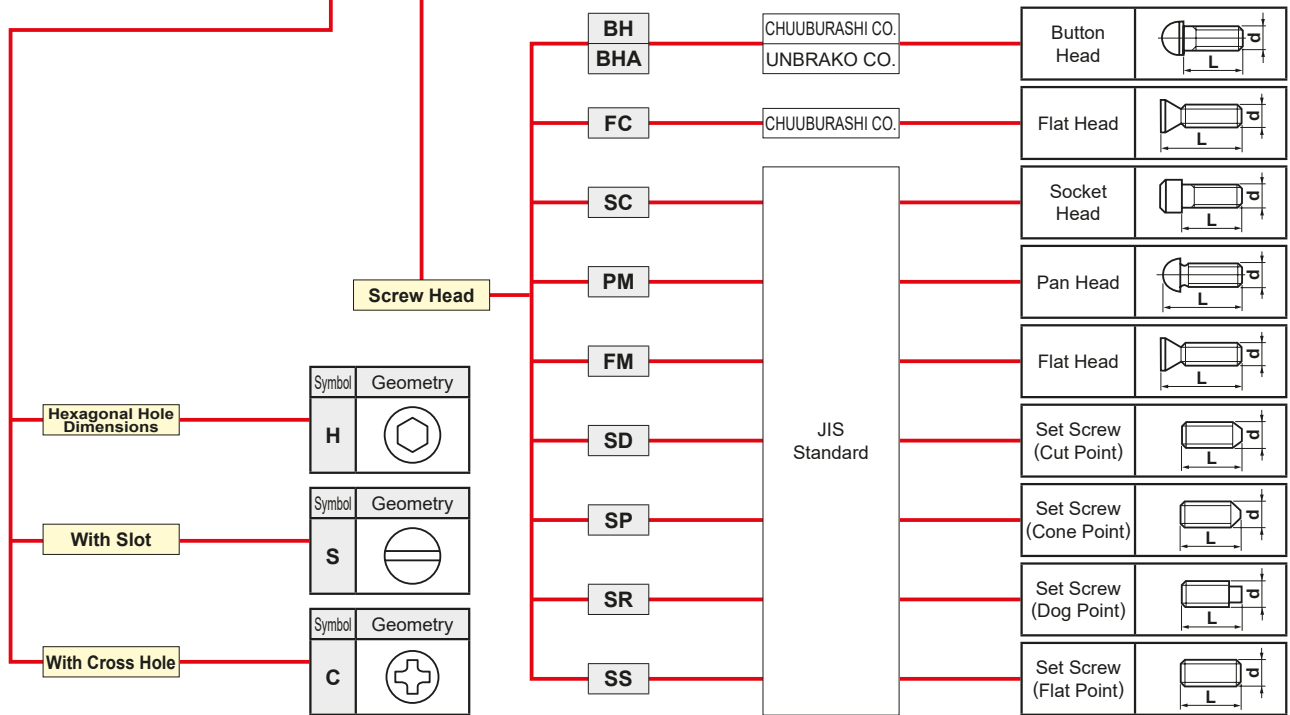 BH
CHUUBURASHI CO.
Button
Head
L
d
BHA
UNBRAKO CO.
FC
CHUUBURASHI CO.
Flat Head
L
d
SC
Socket
Head
L
d
Screw Head
PM
Pan Head
L
d
FM
Flat Head
L
d
JIS
Standard
SD
Set Screw
(Cut Point)
L
d
SP
Set Screw
(Cone Point)
L
d
SR
Set Screw
(Dog Point)
L
d
SS
Set Screw
(Flat Point)
L
d
Hexagonal Hole
Dimensions
Symbol Geometry
H
With Slot
Symbol Geometry
S
With Cross Hole
Symbol Geometry
C